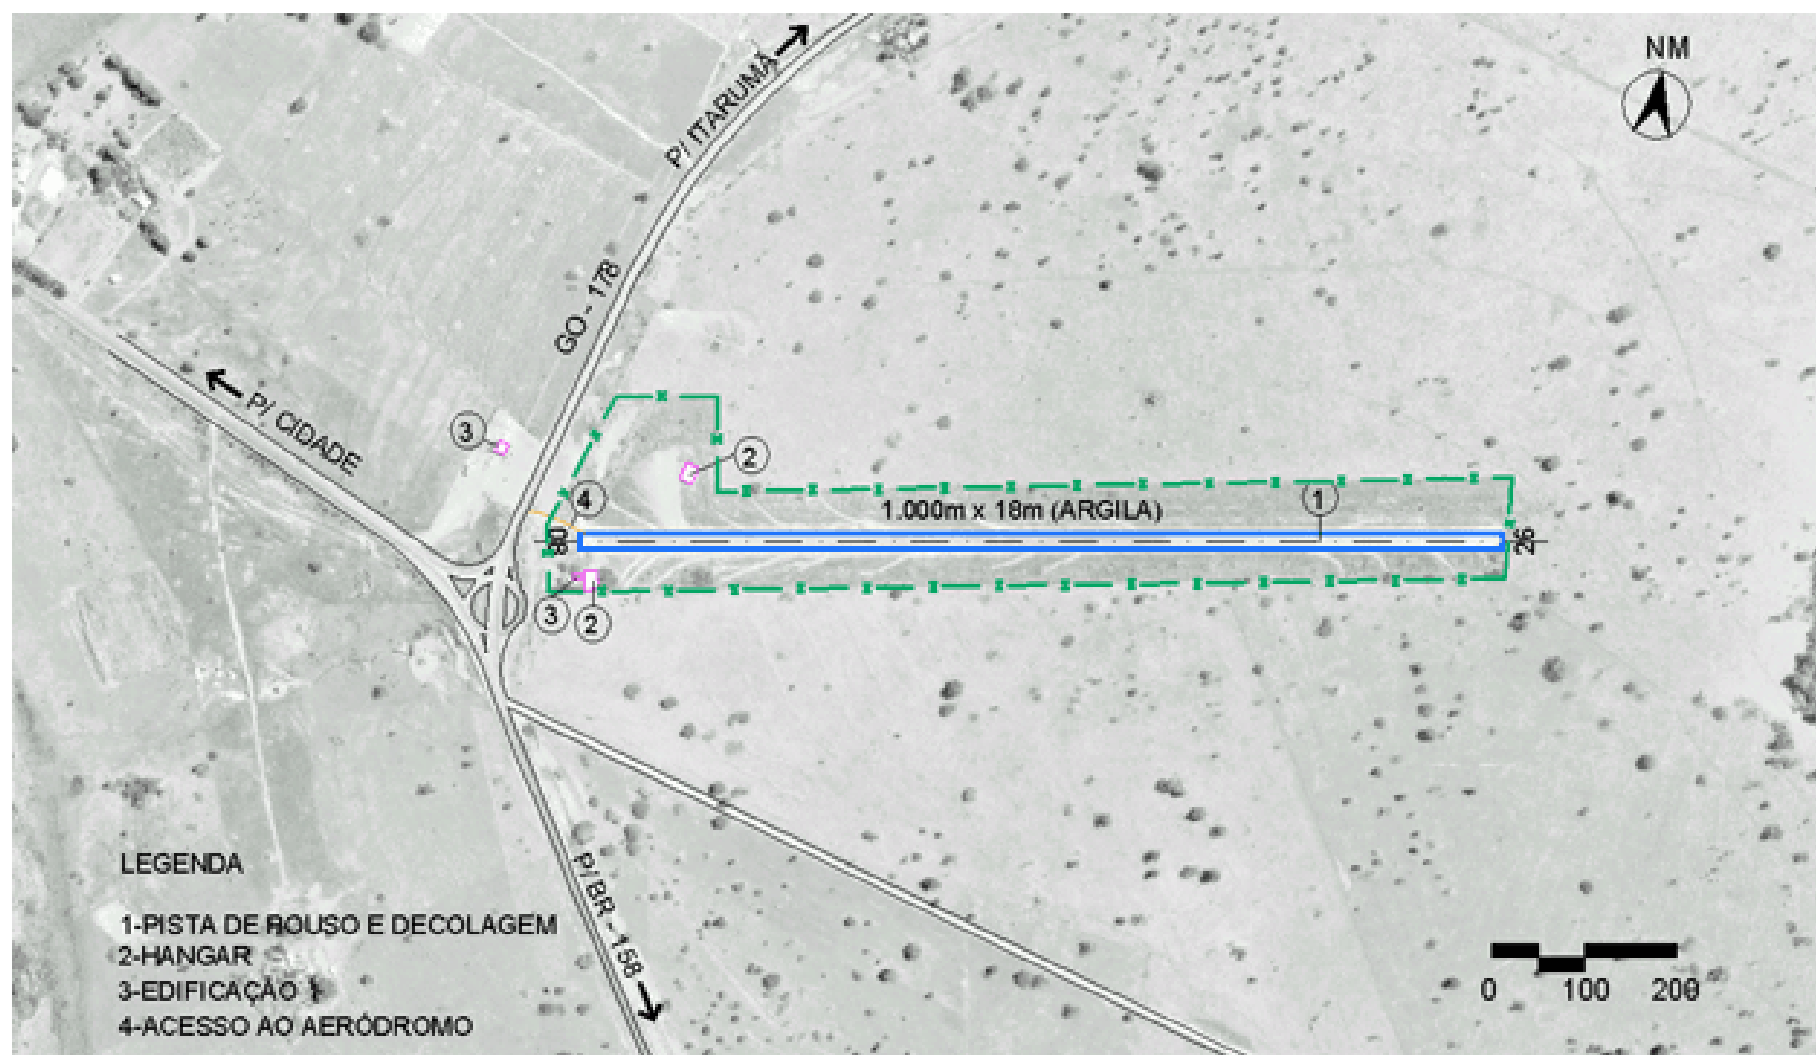 NM
P/ ITARUMÃ
GO - 178
P/ CIDADE
3
2
4
1
1.000m x 18m (ARGILA)
08
26
3
2
P/ BR - 158
LEGENDA
1-PISTA DE POUSO E DECOLAGEM
2-HANGAR
3-EDIFICAÇÃO
4-ACESSO AO AERÓDROMO
0 100 200